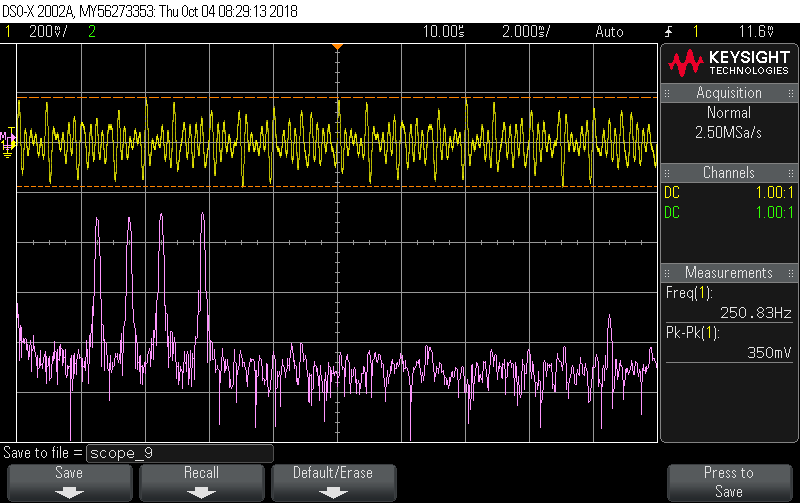 DSO-X 2002A, MY56273353: Thu Oct 04 08:29:13 2018
1 200V/ 2 10.00s 2.000s/ Auto 1 11.6V
KEYSIGHT
TECHNOLOGIES
Acquisition
Normal
2.50MSa/s
Channels
DC 1.00:1
DC 1.00:1
Measurements
Freq(1):
250.83Hz
Pk-Pk(1):
350mV
M
Save to file = scope_9
Save
Recall
Default/Erase
Press to
Save